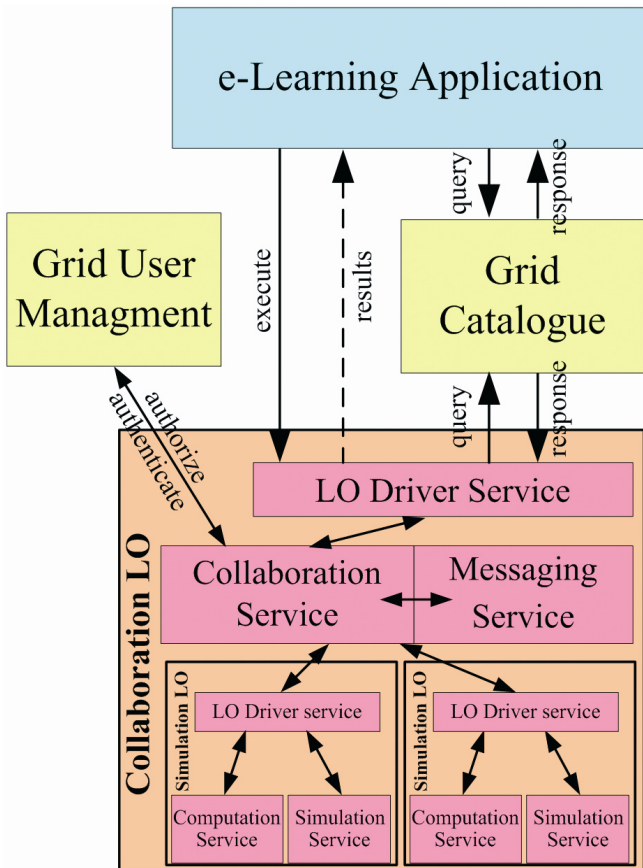 e-Learning Application
execute
results
query
response
Grid User
Managment
Grid
Catalogue
authorize
authenticate
query
response
Collaboration LO
LO Driver Service
Collaboration
Service
Messaging
Service
Simulation LO
LO Driver service
Computation
Service
Simulation
Service
Simulation LO
LO Driver service
Computation
Service
Simulation
Service